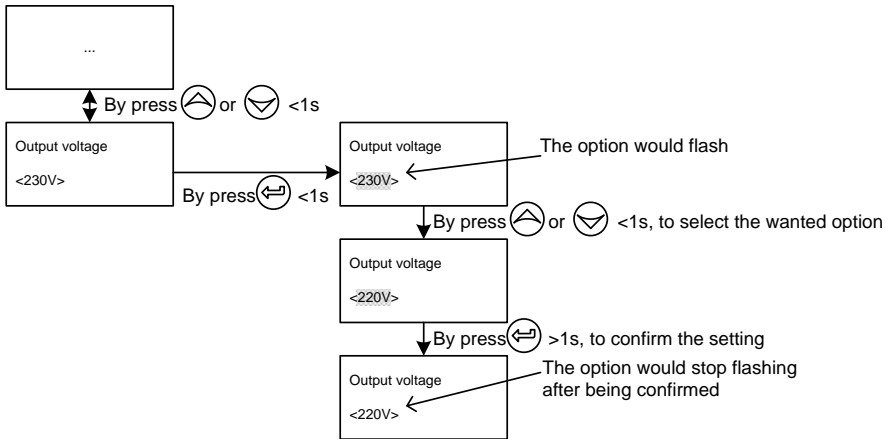 ...
By press or <1s
Output voltage
<230V>
By press <1s
Output voltage
<230V>
The option would flash
By press or <1s, to select the wanted option
Output voltage
<220V>
By press >1s, to confirm the setting
Output voltage
<220V>
The option would stop flashing
after being confirmed